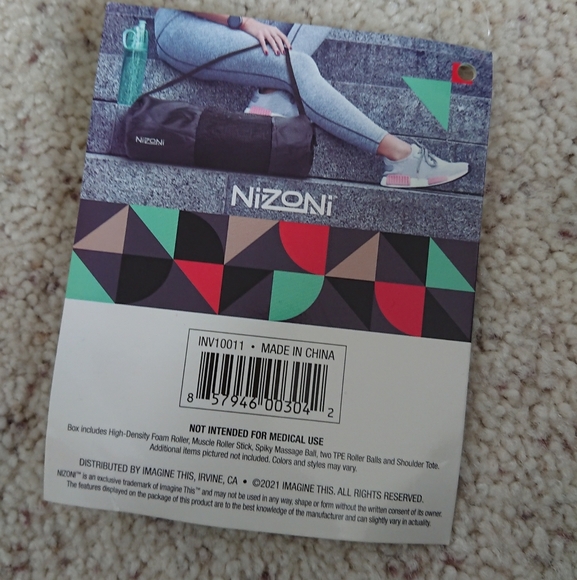 NiZONi
NiZONi™
INV10011 • MADE IN CHINA
8 57946 00304 2
NOT INTENDED FOR MEDICAL USE
Box includes High-Density Foam Roller, Muscle Roller Stick, Spiky Massage Ball, two TPE Roller Balls and Shoulder Tote.
Additional items pictured not included. Colors and styles may vary.
DISTRIBUTED BY IMAGINE THIS, IRVINE, CA • ©2021 IMAGINE THIS. ALL RIGHTS RESERVED.
NIZONI™ is an exclusive trademark of Imagine This™ and may not be used in any way, shape or form without the written consent of its owner.
The features displayed on the package of this product are to the best knowledge of the manufacturer and can slightly vary in actuality.